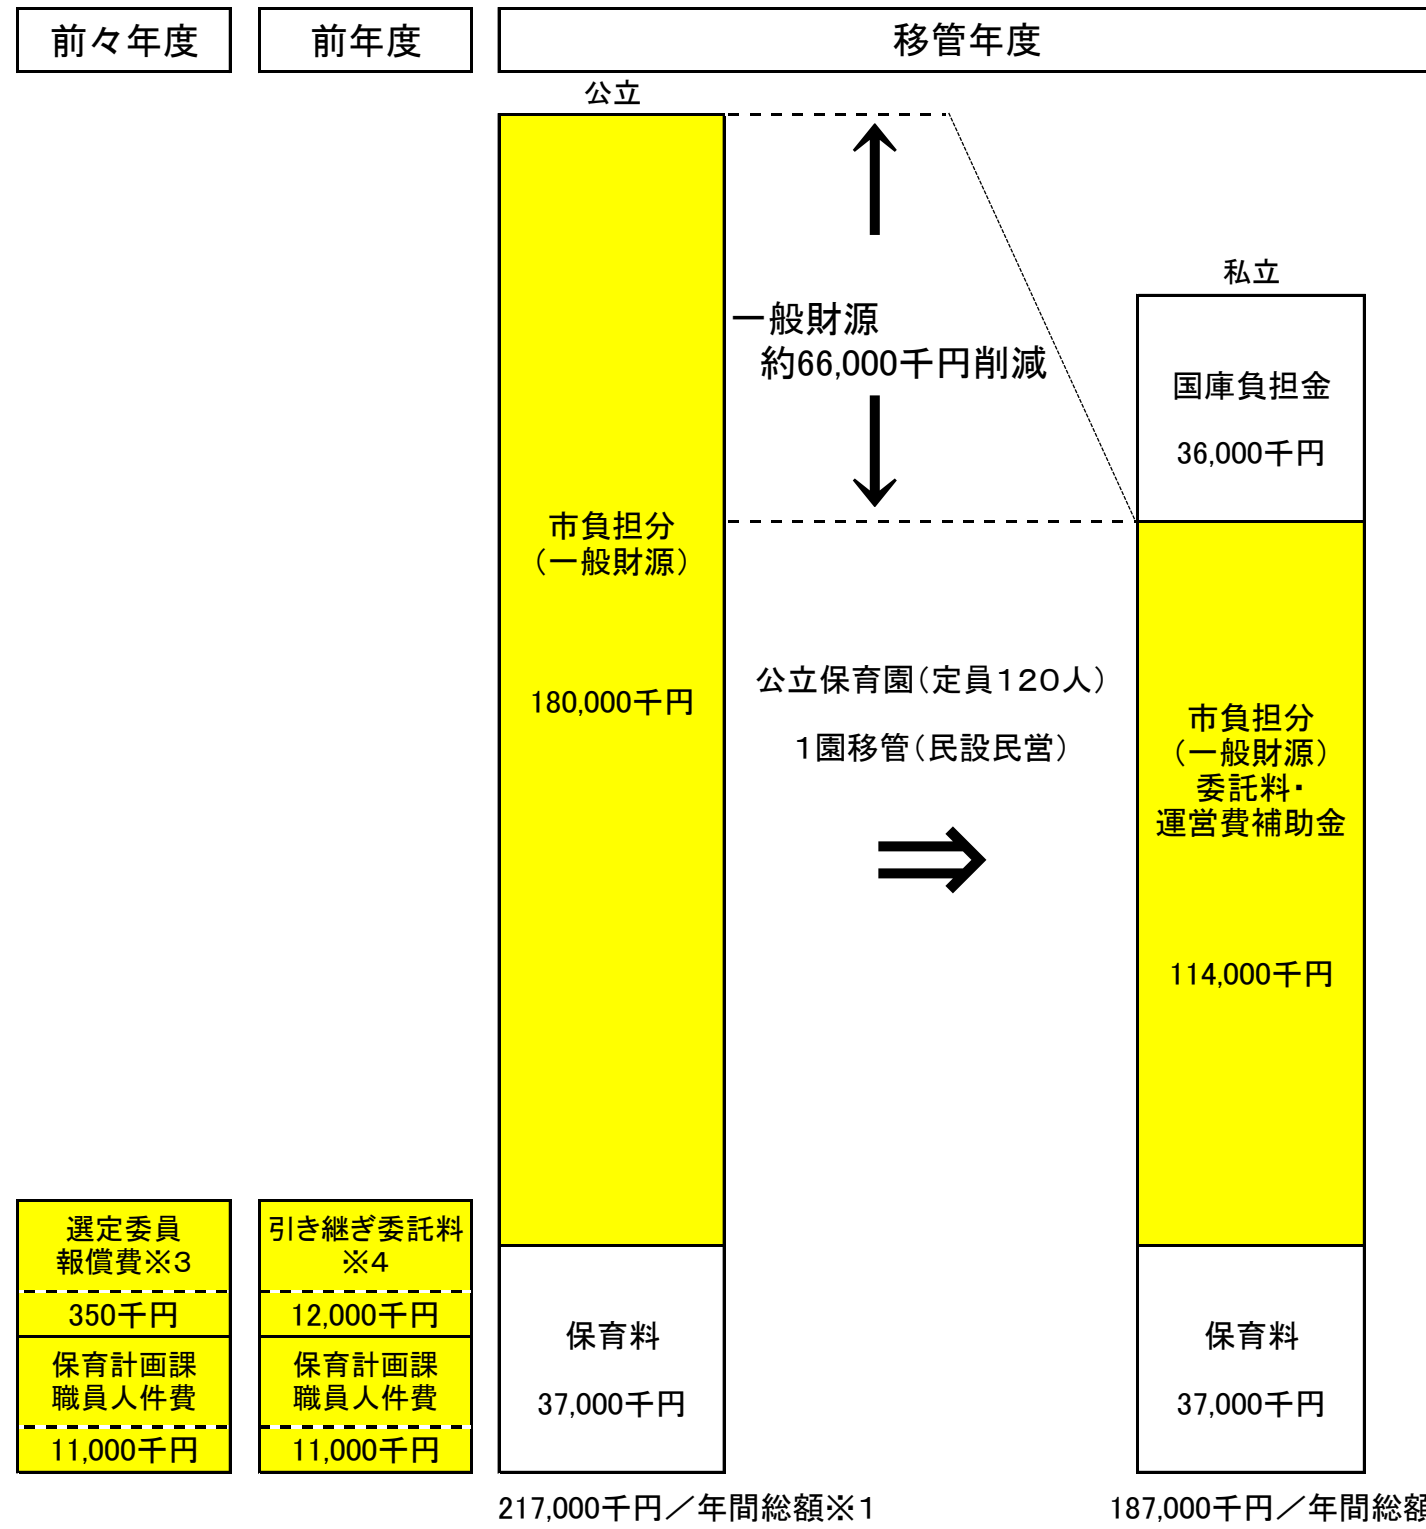 前々年度
前年度
移管年度
公立
私立
一般財源
約66,000千円削減
国庫負担金
36,000千円
市負担分
（一般財源）
180,000千円
公立保育園（定員１２０人）
１園移管（民設民営）
市負担分
（一般財源）
委託料・
運営費補助金
114,000千円
選定委員
報償費※３
350千円
保育計画課
職員人件費
11,000千円
引き継ぎ委託料
※４
12,000千円
保育計画課
職員人件費
11,000千円
保育料
37,000千円
保育料
37,000千円
217,000千円／年間総額※１
187,000千円／年間総額